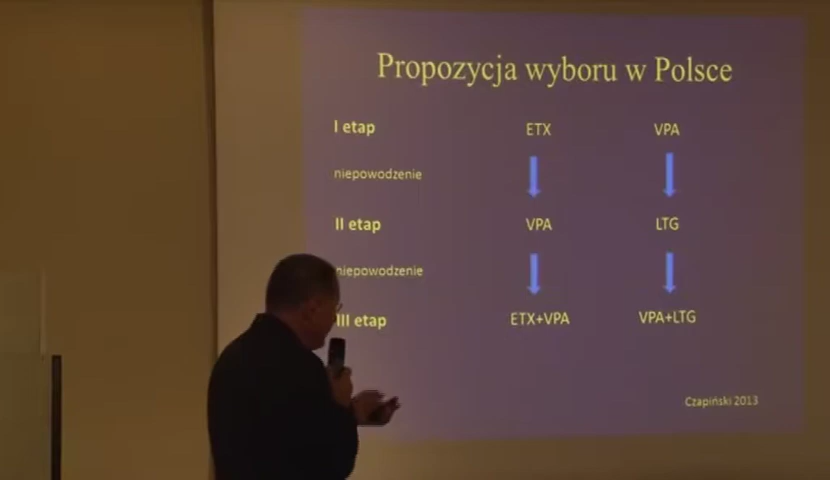 Propozycja wyboru w Polsce
I etap ETX VPA
niepowodzenie
II etap VPA LTG
niepowodzenie
III etap ETX+VPA VPA+LTG
Czapiński 2013